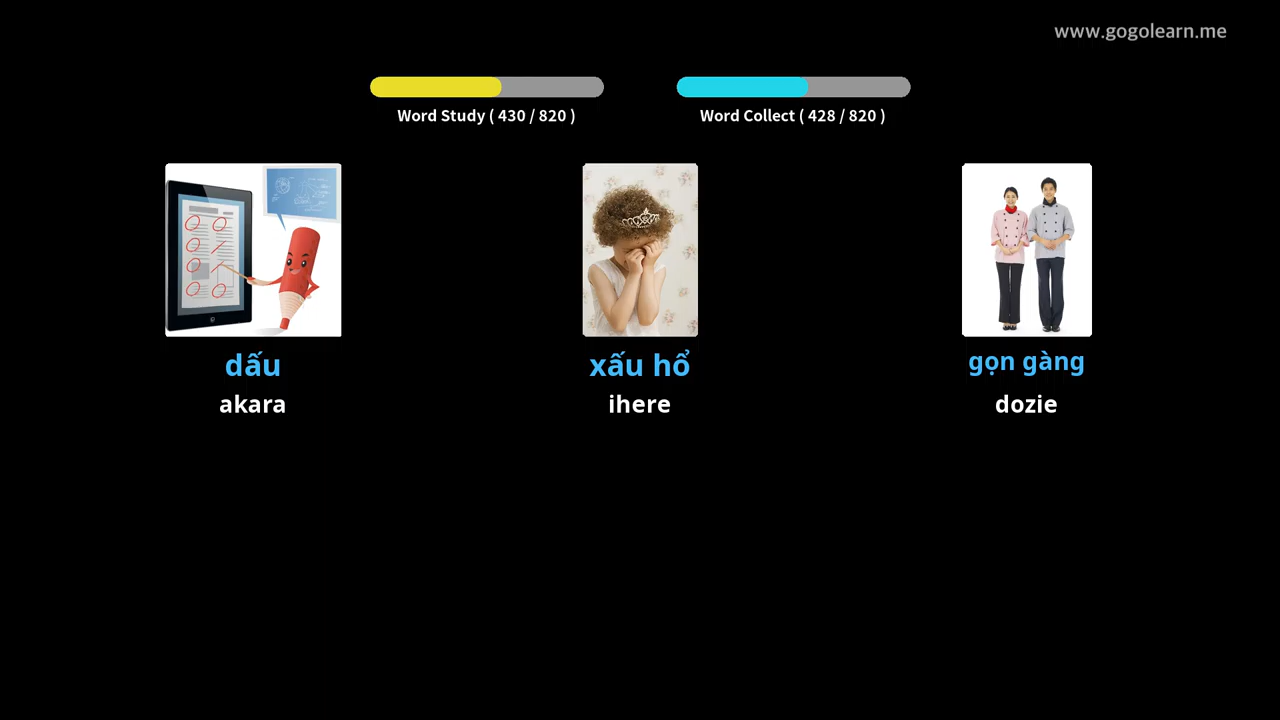 www.gogolearn.me
Word Study ( 430 / 820 )
Word Collect ( 428 / 820 )
dấu
xấu hổ
gọn gàng
akara
ihere
dozie